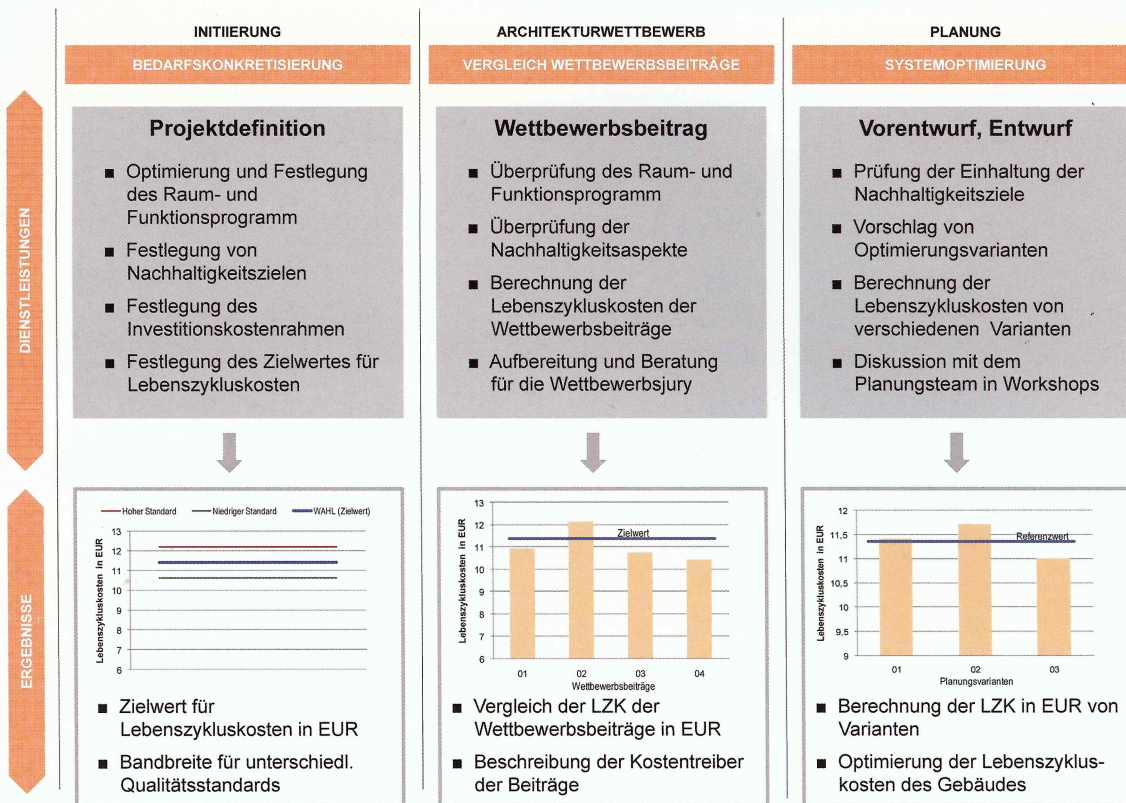 INITIIERUNG
BEDARFSKONKRETISIERUNG
ARCHITEKTURWETTBEWERB
VERGLEICH WETTBEWERBSBEITRÄGE
PLANUNG
SYSTEMOPTIMIERUNG
DIENSTLEISTUNGEN
Projektdefinition
■ Optimierung und Festlegung
des Raum- und
Funktionsprogramm
■ Festlegung von
Nachhaltigkeitszielen
■ Festlegung des
Investitionskostenrahmen
■ Festlegung des Zielwertes für
Lebenszykluskosten
Wettbewerbsbeitrag
■ Überprüfung des Raum- und
Funktionsprogramm
■ Überprüfung der
Nachhaltigkeitsaspekte
■ Berechnung der
Lebenszykluskosten der
Wettbewerbsbeiträge
■ Aufbereitung und Beratung
für die Wettbewerbsjury
Vorentwurf, Entwurf
■ Prüfung der Einhaltung der
Nachhaltigkeitsziele
■ Vorschlag von
Optimierungsvarianten
■ Berechnung der
Lebenszykluskosten von
verschiedenen Varianten
■ Diskussion mit dem
Planungsteam in Workshops
ERGEBNISSE
Hoher Standard Niedriger Standard WAHL (Zielwert)
Lebenszykluskosten in EUR
13
12
11
10
9
8
7
6
■ Zielwert für
Lebenszykluskosten in EUR
■ Bandbreite für unterschiedl.
Qualitätsstandards
Lebenszykluskosten in EUR
13
12
11
10
9
8
7
6
Zielwert
01 02 03 04
Wettbewerbsbeiträge
■ Vergleich der LZK der
Wettbewerbsbeiträge in EUR
■ Beschreibung der Kostentreiber
der Beiträge
Lebenszykluskosten in EUR
12
11,5
11
10,5
10
9,5
9
Referenzwert
01 02 03
Planungsvarianten
■ Berechnung der LZK in EUR von
Varianten
■ Optimierung der Lebenszyklus-
kosten des Gebäudes